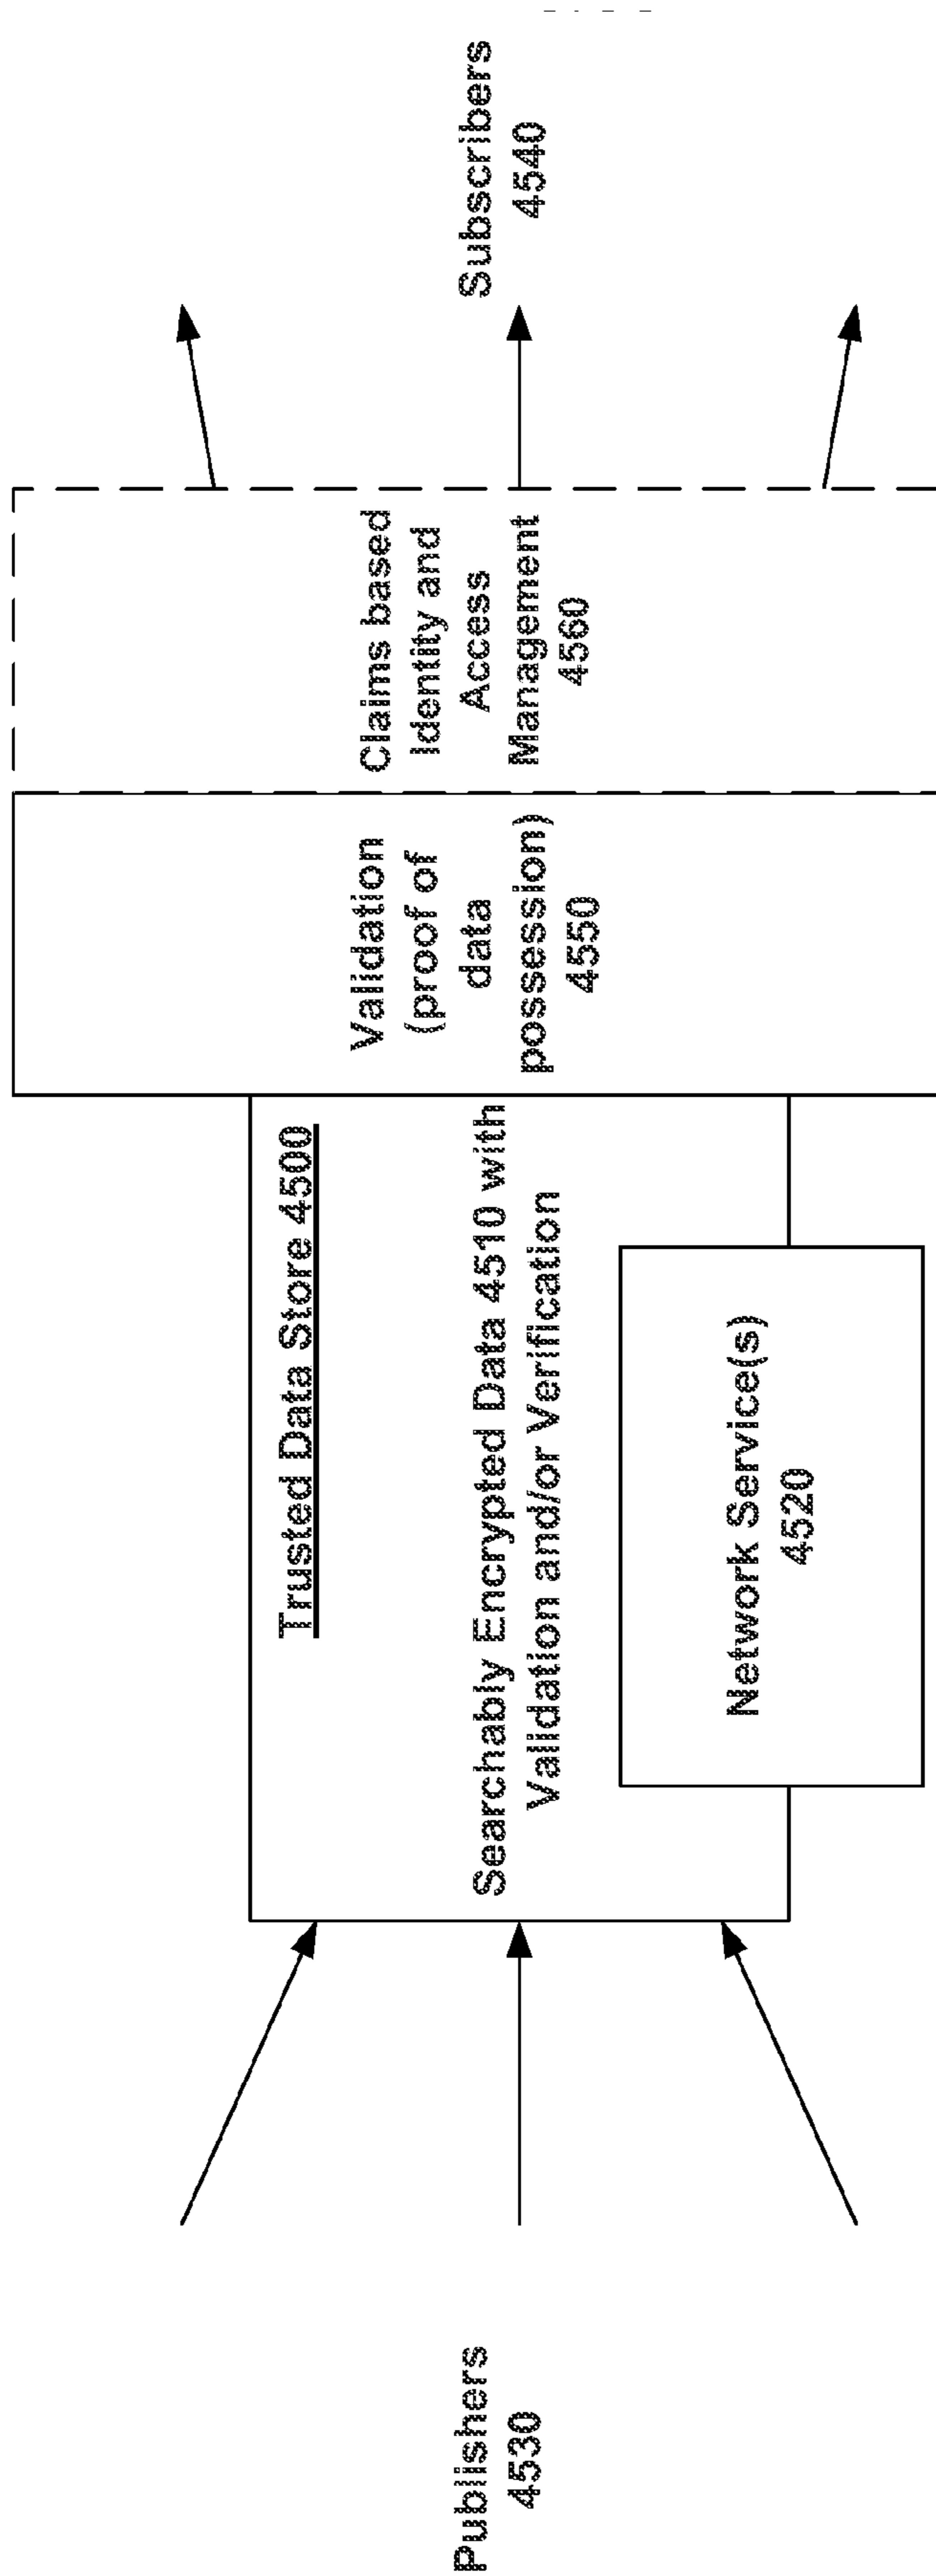 Publishers
4530
Trusted Data Store 4500
Searchably Encrypted Data 4510 with
Validation and/or Verification
Network Service(s)
4520
Validation
(proof of
data
possession)
4550
Claims based
Identity and
Access
Management
4560
Subscribers
4540